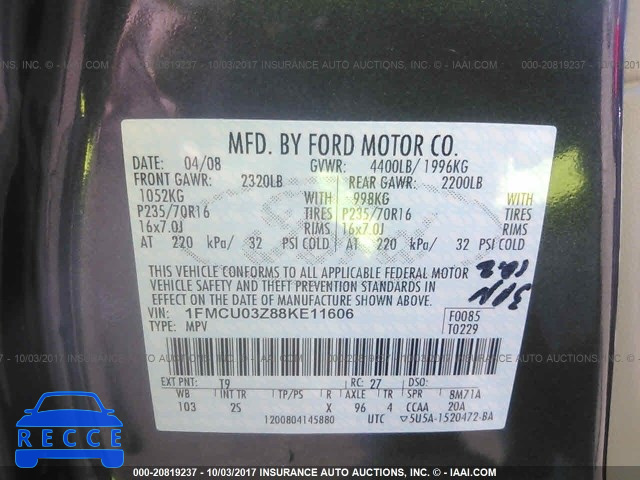 000-20819237 - 10/03/2017 INSURANCE AUTO AUCTIONS, INC. - © IAAI.COM
MFD. BY FORD MOTOR CO.
DATE: 04/08 GVWR: 4400LB/ 1996KG
FRONT GAWR: 2320LB REAR GAWR: 2200LB
1052KG WITH 998KG WITH
P235/70R16 TIRES P235/70R16 TIRES
16x7.0J RIMS 16x7.0J RIMS
AT 220 kPa/ 32 PSI COLD AT 220 kPa/ 32 PSI COLD
THIS VEHICLE CONFORMS TO ALL APPLICABLE FEDERAL MOTOR
VEHICLE SAFETY AND THEFT PREVENTION STANDARDS IN
EFFECT ON THE DATE OF MANUFACTURE SHOWN ABOVE.
VIN: 1FMCU03Z88KE11606 F0085
TYPE: MPV T0229
EXT PNT: T9 RC: 27 DSO:
WB INT TR TP/PS R AXLE TR SPR 8M71A
103 2S X 96 4 CCAA 20A
1200804145880 UTC 5U5A-1520472-BA
RECCE
000-20819237 - 10/03/2017 INSURANCE AUTO AUCTIONS, INC. - © IAAI.COM